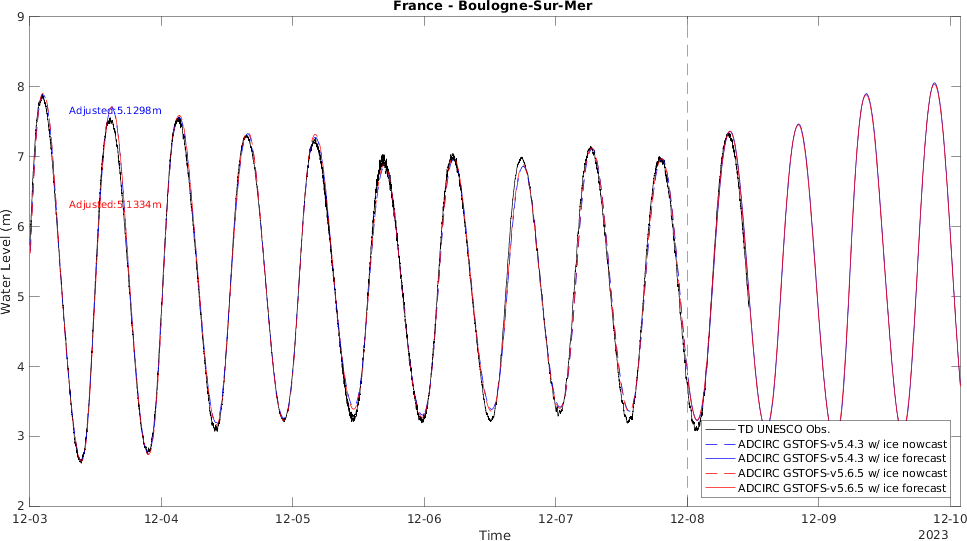 France - Boulogne-Sur-Mer
9
8
7
6
5
4
3
2
Water Level (m)
Adjusted:5.1298m
Adjusted:5.1334m
TD UNESCO Obs.
ADCIRC GSTOFS-v5.4.3 w/ ice nowcast
ADCIRC GSTOFS-v5.4.3 w/ ice forecast
ADCIRC GSTOFS-v5.6.5 w/ ice nowcast
ADCIRC GSTOFS-v5.6.5 w/ ice forecast
12-03 12-04 12-05 12-06 12-07 12-08 12-09 12-10
Time
2023